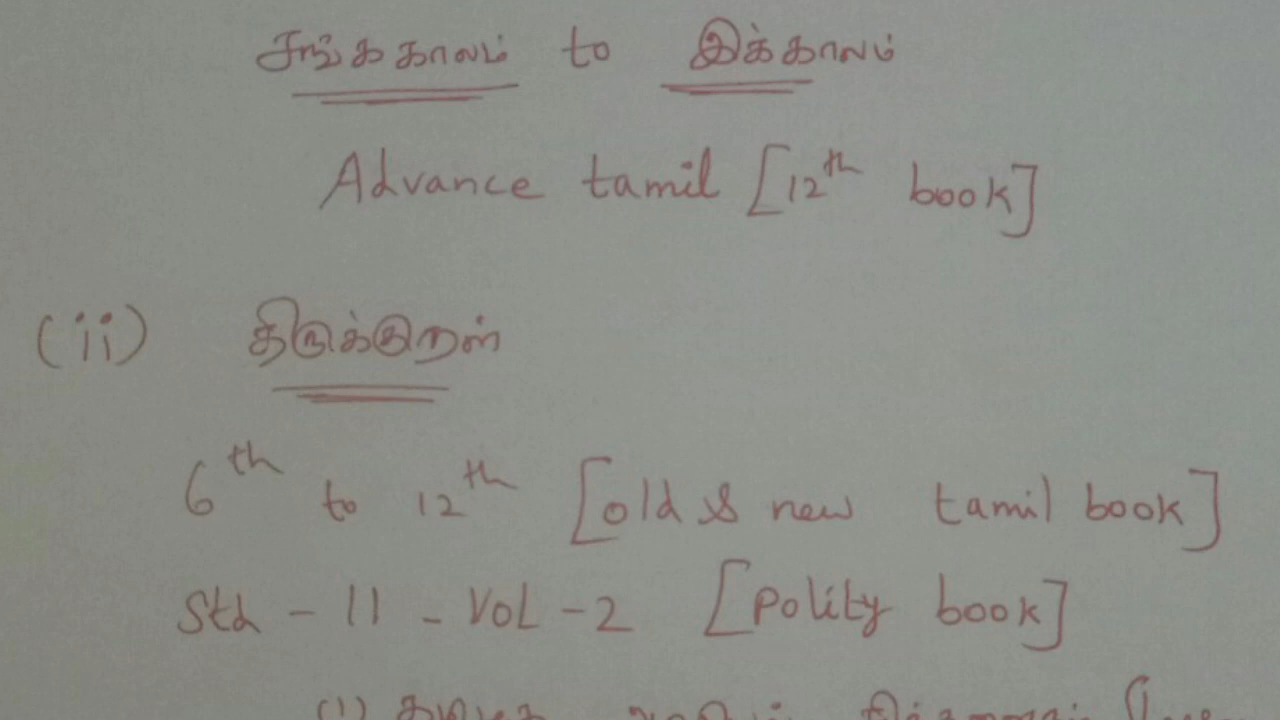 சங்ககாலம் to இக்காலம்
Advance tamil [12th book]
(ii) திருக்குறள்
6th to 12th [old & new tamil book]
Std - 11 - Vol - 2 [Polity book]
(1)